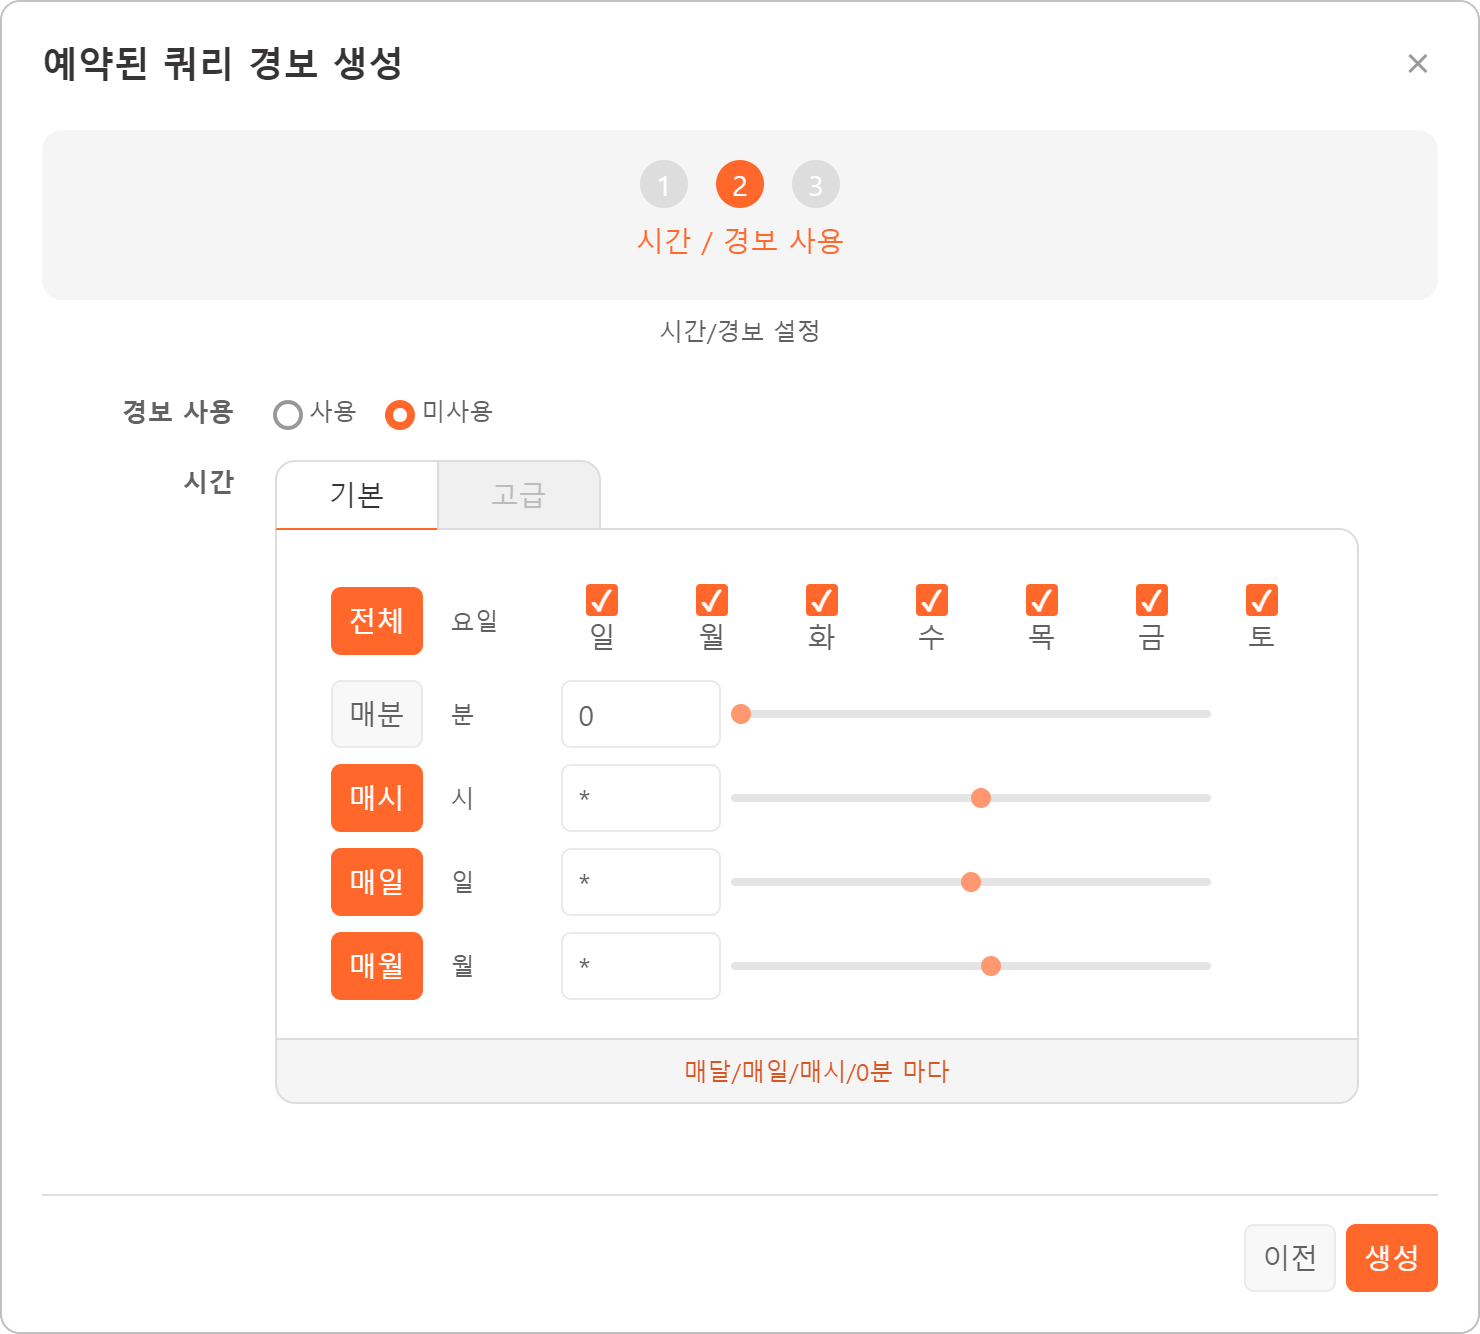 예약된 쿼리 경보 생성
×
1 2 3
시간 / 경보 사용
시간/경보 설정
경보 사용 사용 미사용
시간 기본 고급
전체 요일 일 월 화 수 목 금 토
매분 분 0
매시 시 *
매일 일 *
매월 월 *
매달/매일/매시/0분 마다
이전 생성